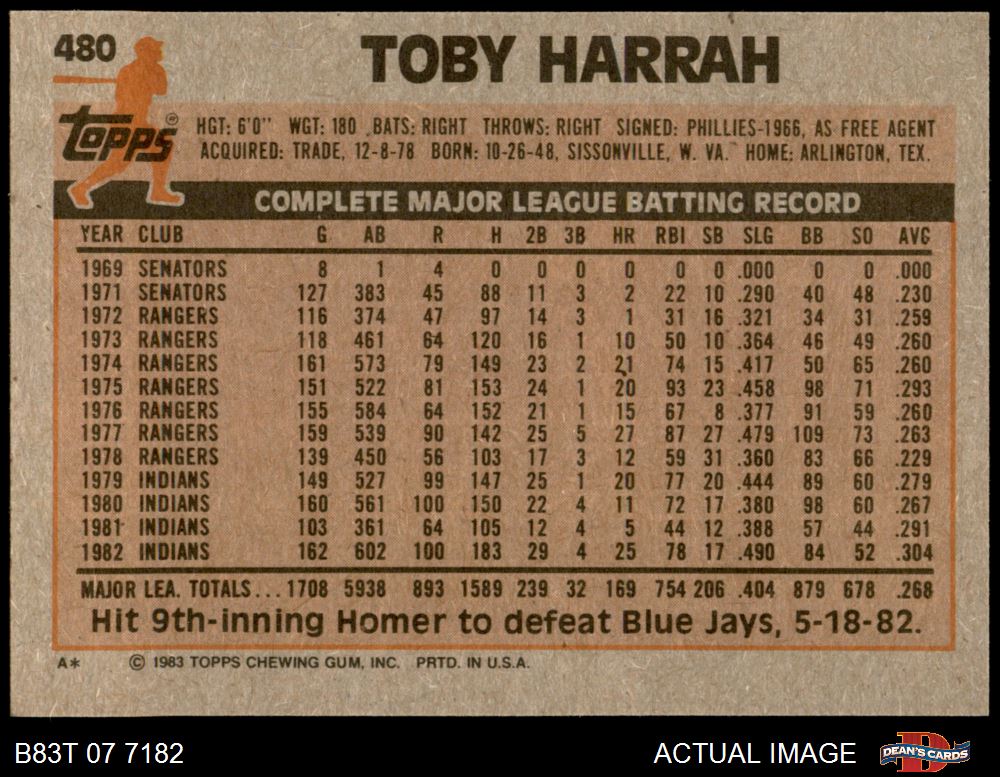 480
TOBY HARRAH
topps®
HGT: 6'0" WGT: 180 BATS: RIGHT THROWS: RIGHT SIGNED: PHILLIES-1966, AS FREE AGENT
ACQUIRED: TRADE, 12-8-78 BORN: 10-26-48, SISSONVILLE, W. VA. HOME: ARLINGTON, TEX.
COMPLETE MAJOR LEAGUE BATTING RECORD
YEAR CLUB G AB R H 2B 3B HR RBI SB SLG BB SO AVG
1969 SENATORS 8 1 4 0 0 0 0 0 0 .000 0 0 .000
1971 SENATORS 127 383 45 88 11 3 2 22 10 .290 40 48 .230
1972 RANGERS 116 374 47 97 14 3 1 31 16 .321 34 31 .259
1973 RANGERS 118 461 64 120 16 1 10 50 10 .364 46 49 .260
1974 RANGERS 161 573 79 149 23 2 21 74 15 .417 50 65 .260
1975 RANGERS 151 522 81 153 24 1 20 93 23 .458 98 71 .293
1976 RANGERS 155 584 64 152 21 1 15 67 8 .377 91 59 .260
1977 RANGERS 159 539 90 142 25 5 27 87 27 .479 109 73 .263
1978 RANGERS 139 450 56 103 17 3 12 59 31 .360 83 66 .229
1979 INDIANS 149 527 99 147 25 1 20 77 20 .444 89 60 .279
1980 INDIANS 160 561 100 150 22 4 11 72 17 .380 98 60 .267
1981 INDIANS 103 361 64 105 12 4 5 44 12 .388 57 44 .291
1982 INDIANS 162 602 100 183 29 4 25 78 17 .490 84 52 .304
MAJOR LEA. TOTALS... 1708 5938 893 1589 239 32 169 754 206 .404 879 678 .268
Hit 9th-inning Homer to defeat Blue Jays, 5-18-82.
A* © 1983 TOPPS CHEWING GUM, INC. PRTD. IN U.S.A.
B83T 07 7182 ACTUAL IMAGE DEAN'S CARDS